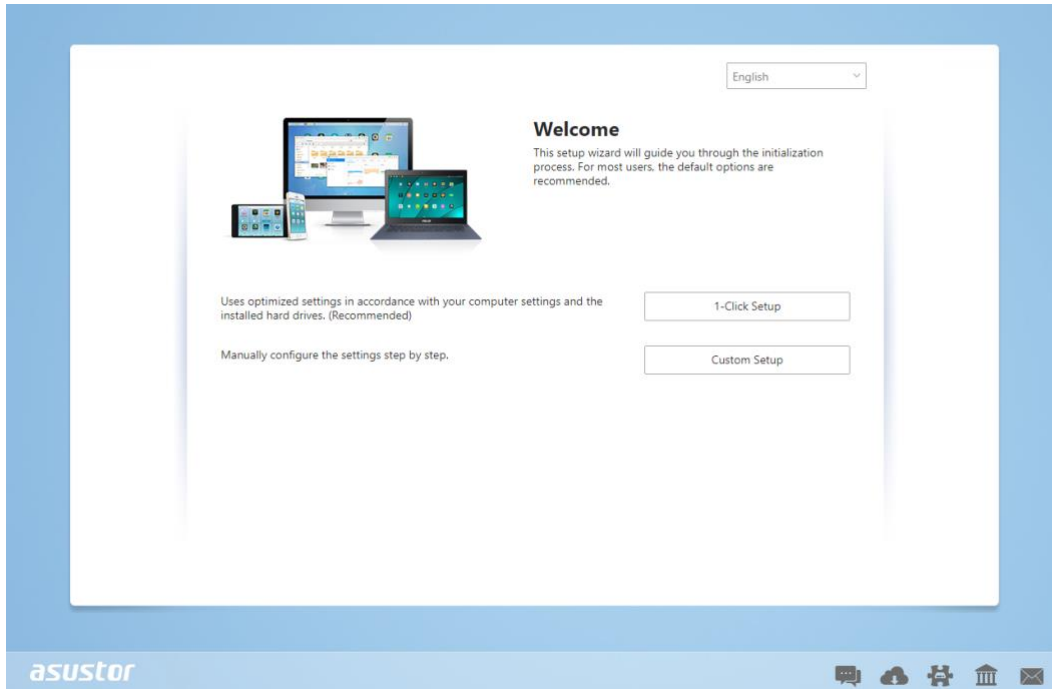 English
Welcome
This setup wizard will guide you through the initialization
process. For most users, the default options are
recommended.
Uses optimized settings in accordance with your computer settings and the
installed hard drives. (Recommended)
1-Click Setup
Manually configure the settings step by step.
Custom Setup
asustor